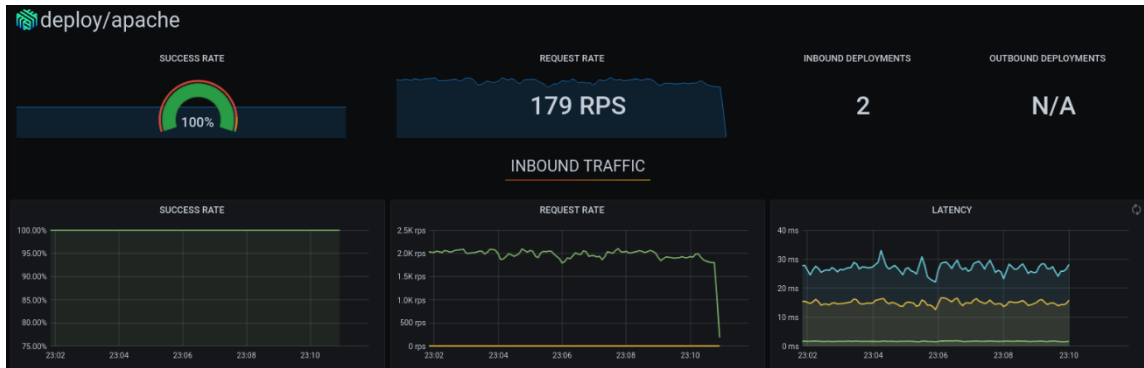 deploy/apache
SUCCESS RATE
100%
REQUEST RATE
179 RPS
INBOUND DEPLOYMENTS
2
OUTBOUND DEPLOYMENTS
N/A
INBOUND TRAFFIC
SUCCESS RATE
100.00%
95.00%
90.00%
85.00%
80.00%
75.00%
23:02 23:04 23:06 23:08 23:10
REQUEST RATE
2.5K rps
2.0K rps
1.5K rps
1.0K rps
500 rps
0 rps
23:02 23:04 23:06 23:08 23:10
LATENCY
40 ms
30 ms
20 ms
10 ms
0 ms
23:02 23:04 23:06 23:08 23:10